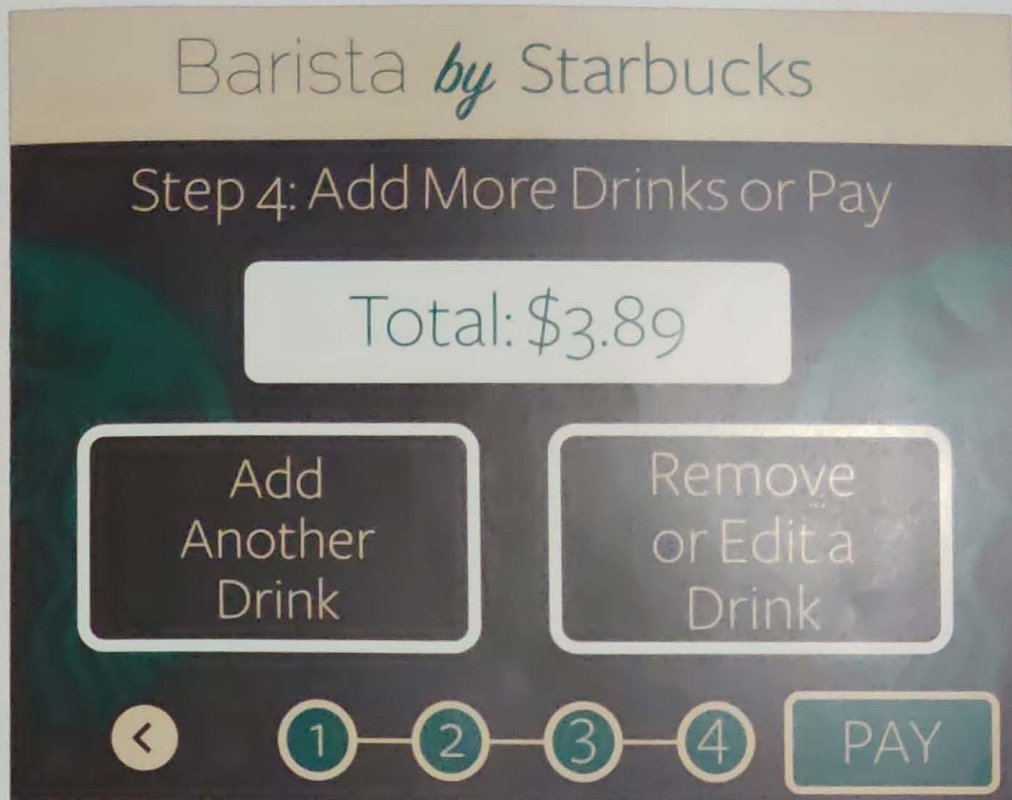 Barista by Starbucks
Step 4: Add More Drinks or Pay
Total: $3.89
Add
Another
Drink
Remove
or Edit a
Drink
< 1 2 3 4 PAY